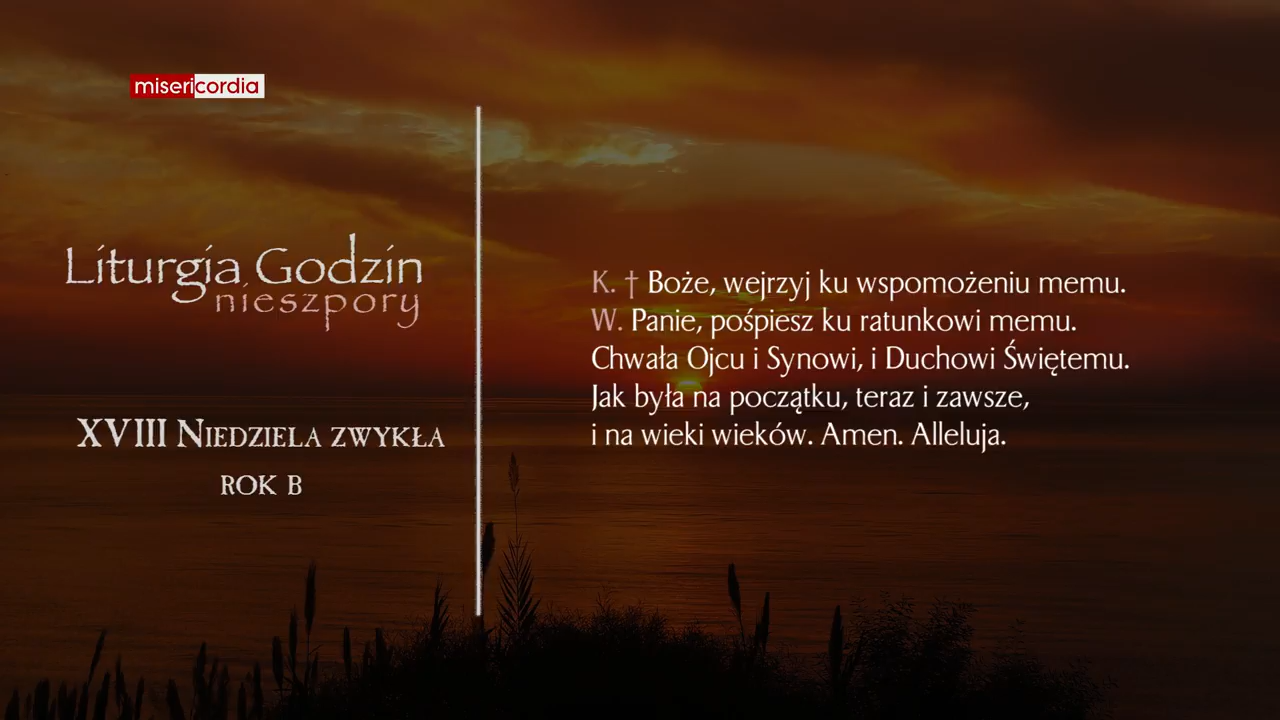 misericordia
Liturgia Godzin
nieszpory
XVIII Niedziela zwykła
rok B
K. † Boże, wejrzyj ku wspomożeniu memu.
W. Panie, pośpiesz ku ratunkowi memu.
Chwała Ojcu i Synowi, i Duchowi Świętemu.
Jak była na początku, teraz i zawsze,
i na wieki wieków. Amen. Alleluja.